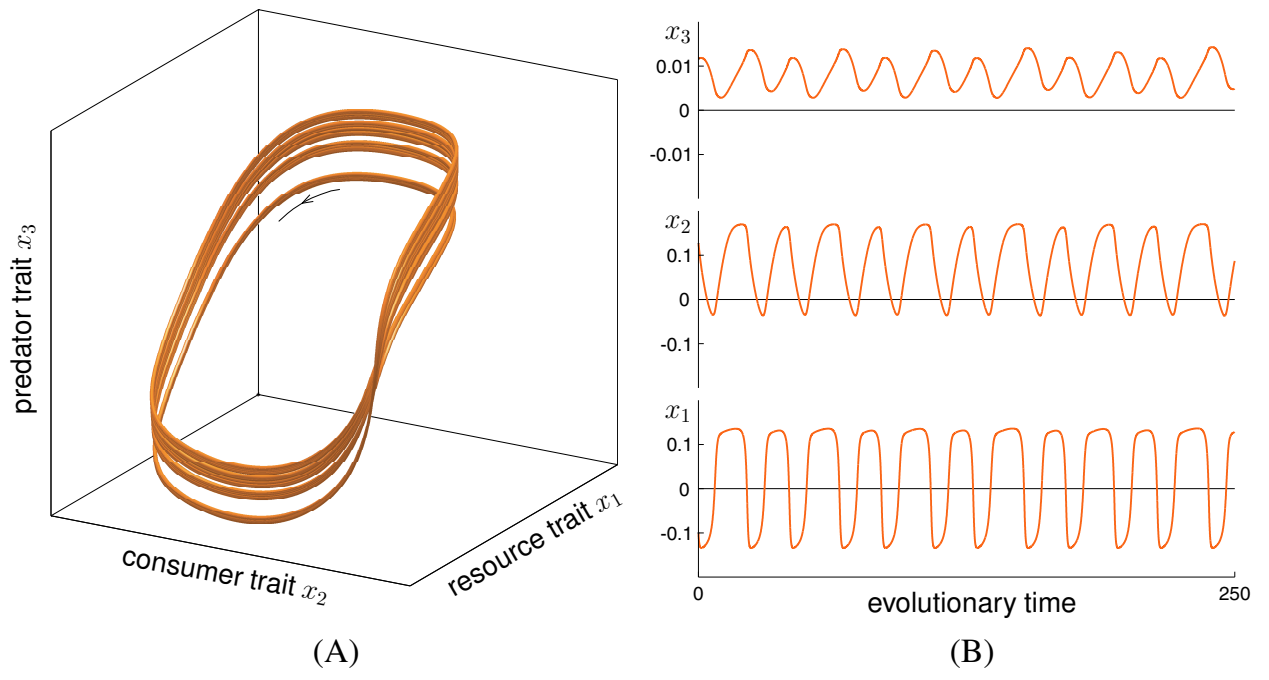 predator trait x3
consumer trait x2
resource trait x1
(A)
x3
0.01
0
-0.01
x2
0.1
0
-0.1
x1
0.1
0
-0.1
0
250
evolutionary time
(B)